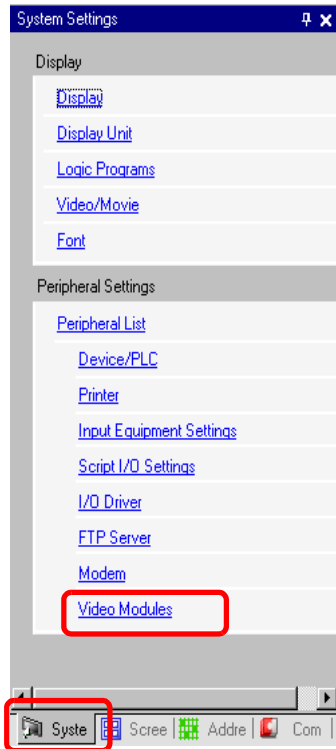 System Settings
Display
Display
Display Unit
Logic Programs
Video/Movie
Font
Peripheral Settings
Peripheral List
Device/PLC
Printer
Input Equipment Settings
Script I/O Settings
I/O Driver
FTP Server
Modem
Video Modules
Syste Scree Addre Com